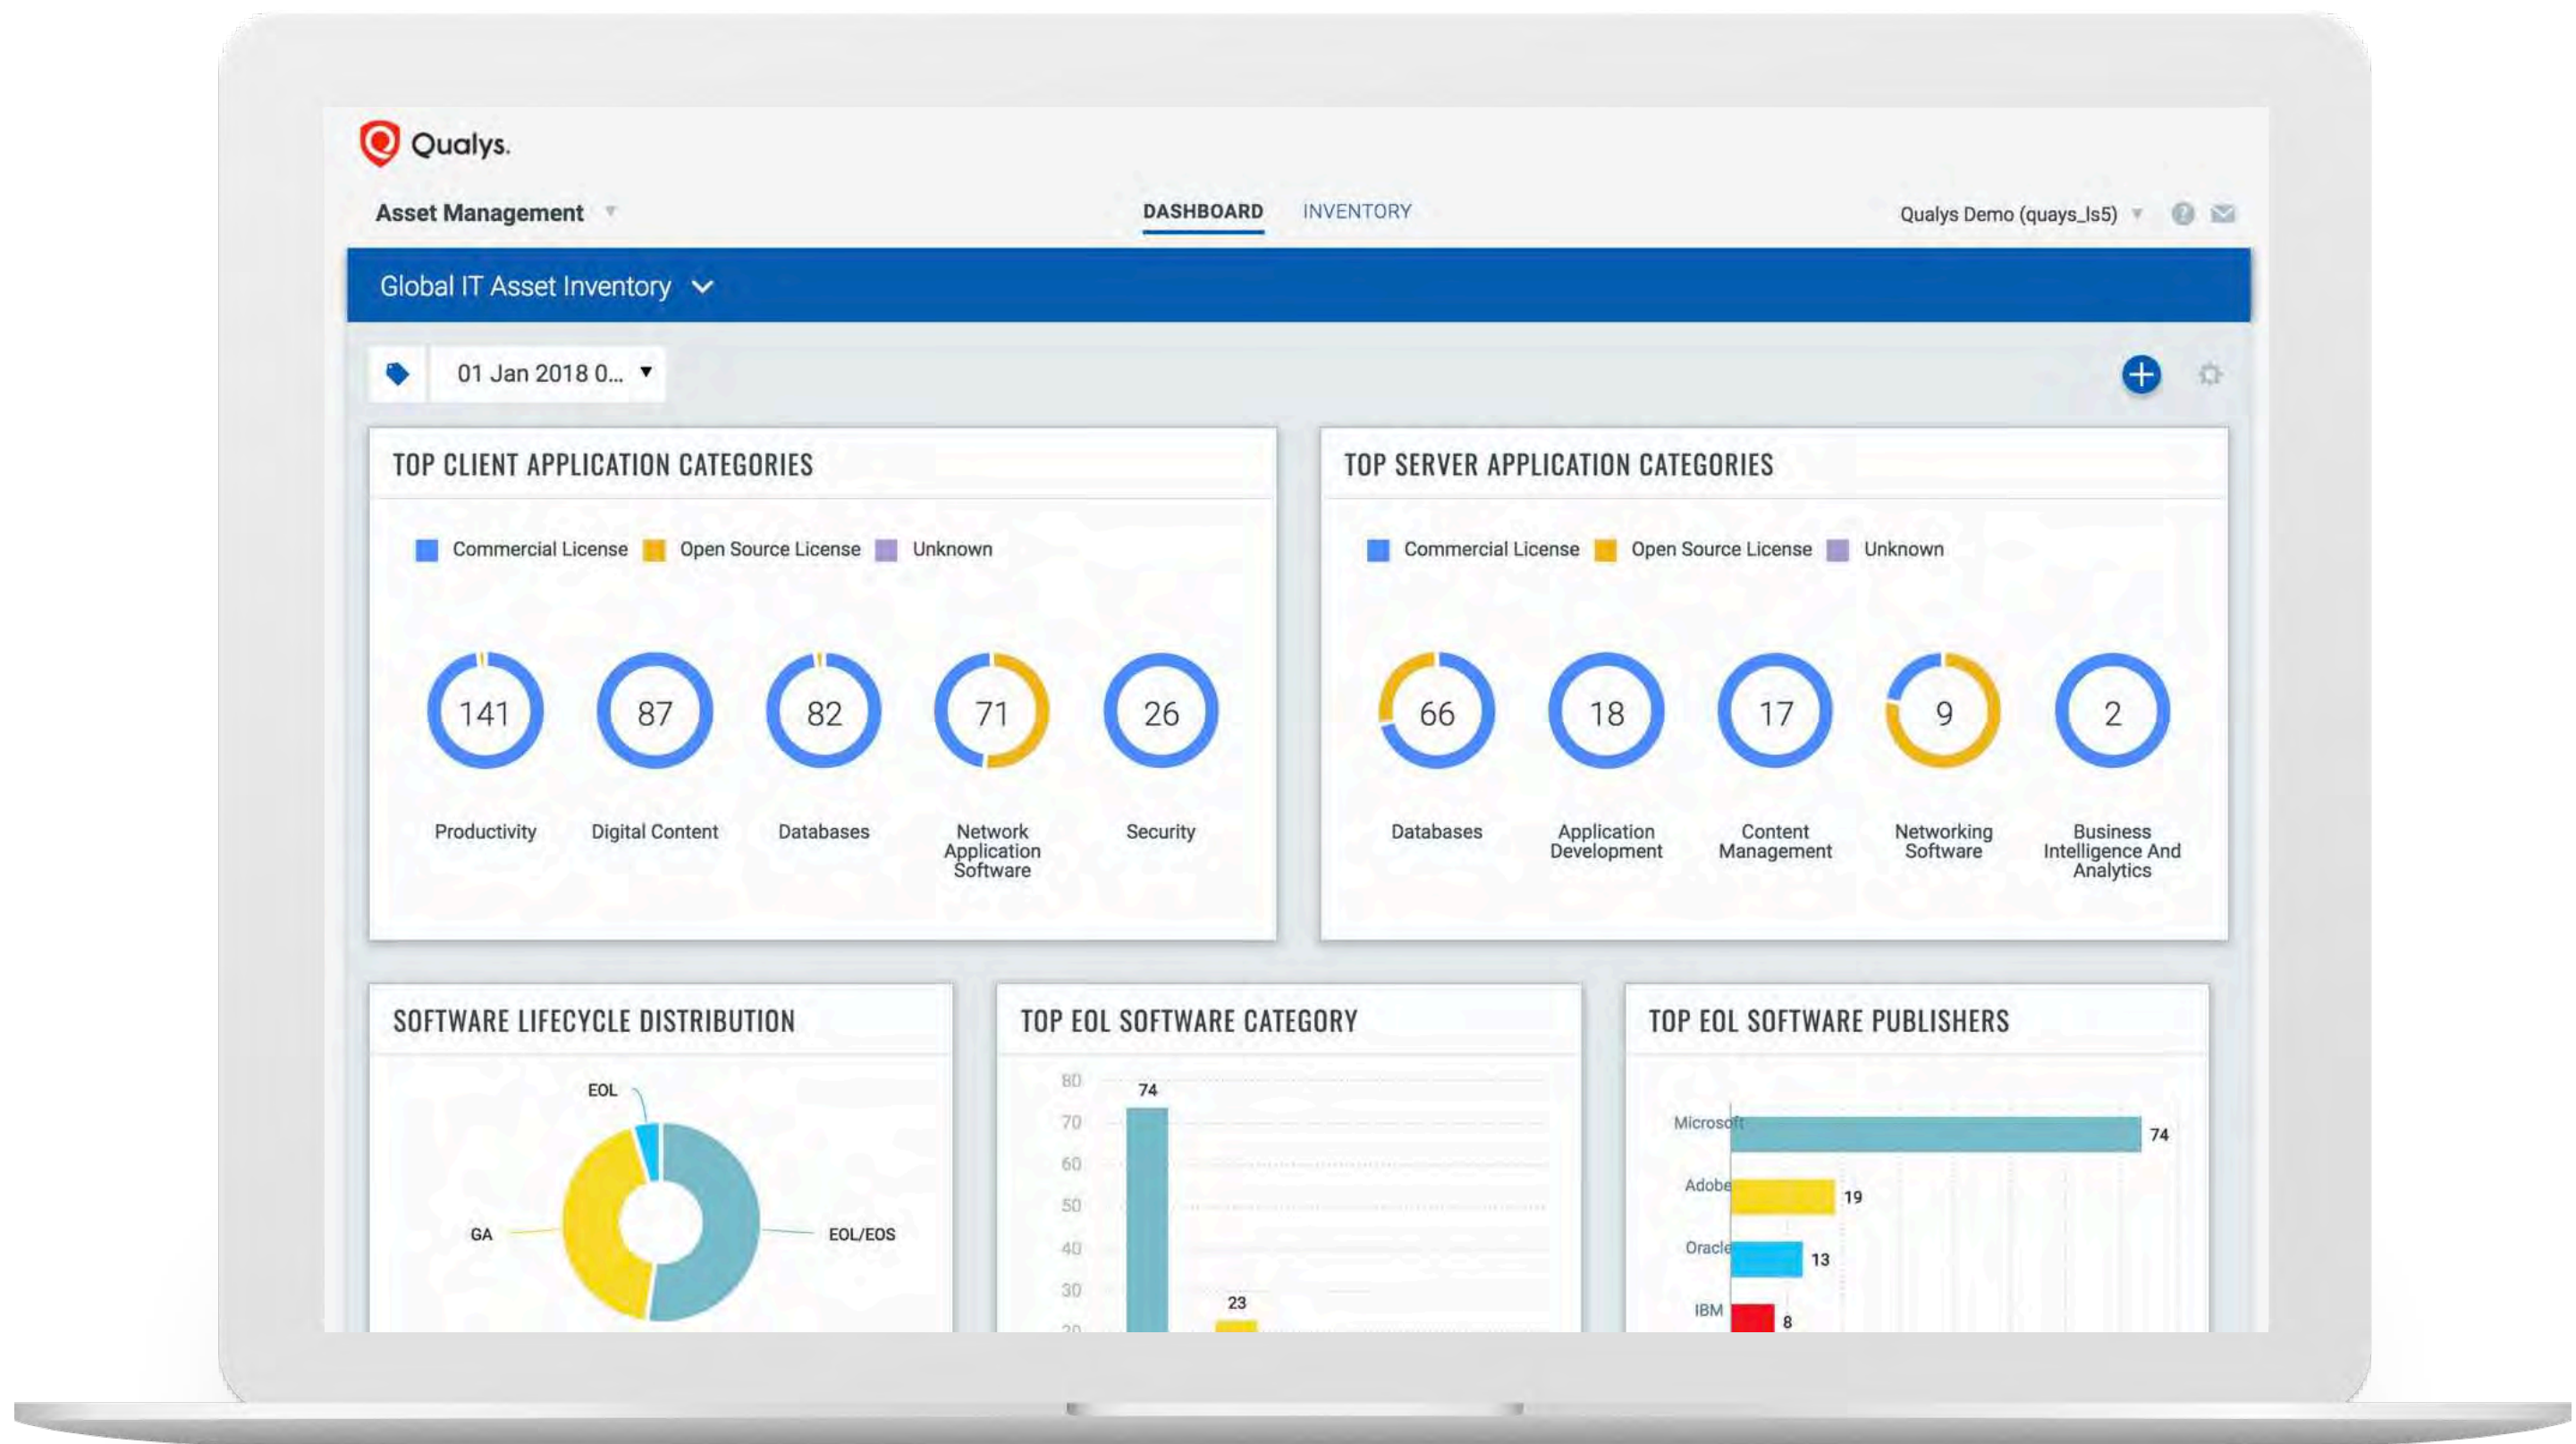 Qualys.
Asset Management
DASHBOARD INVENTORY
Qualys Demo (quays_ls5)
Global IT Asset Inventory
01 Jan 2018 0...
TOP CLIENT APPLICATION CATEGORIES
Commercial License Open Source License Unknown
141 87 82 71 26
Productivity Digital Content Databases Network Application Software Security
TOP SERVER APPLICATION CATEGORIES
Commercial License Open Source License Unknown
66 18 17 9 2
Databases Application Development Content Management Networking Software Business Intelligence And Analytics
SOFTWARE LIFECYCLE DISTRIBUTION
EOL
GA
EOL/EOS
TOP EOL SOFTWARE CATEGORY
80
74
70
60
50
40
30
23
20
TOP EOL SOFTWARE PUBLISHERS
Microsoft 74
Adobe 19
Oracle 13
IBM 8